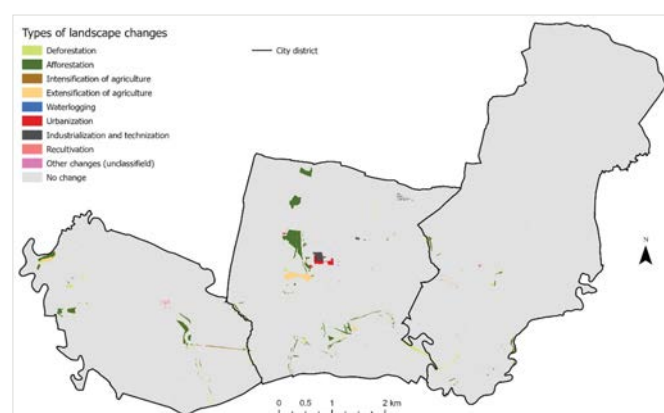 Types of landscape changes
Deforestation
City district
Afforestation
Intensification of agriculture
Extensification of agriculture
Waterlogging
Urbanization
Industrialization and technization
Recultivation
Other changes (unclassifield)
No change
N
0 0,5 1 2 km